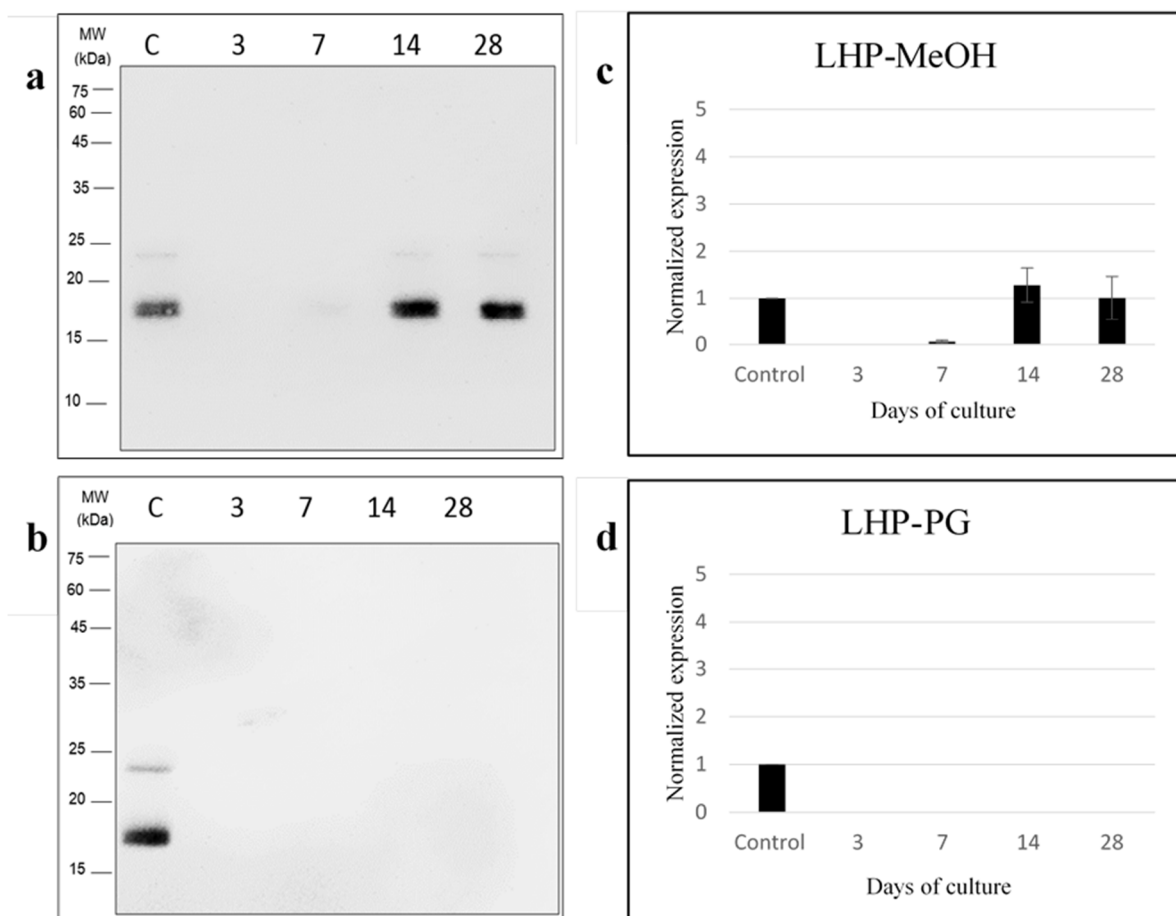 a
MW
(kDa)
C 3 7 14 28
75
60
45
35
25
20
15
10
c
LHP-MeOH
Normalized expression
5
4
3
2
1
0
Control 3 7 14 28
Days of culture
b
MW
(kDa)
C 3 7 14 28
75
60
45
35
25
20
15
d
LHP-PG
Normalized expression
5
4
3
2
1
0
Control 3 7 14 28
Days of culture